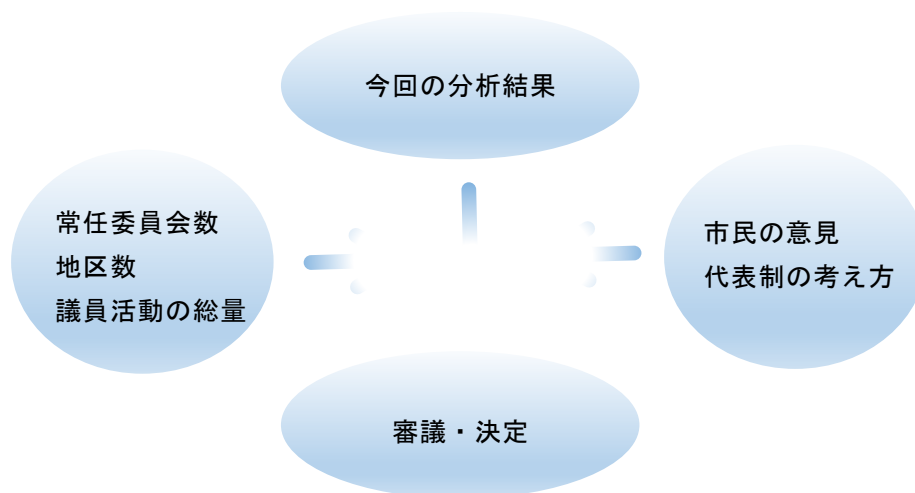 今回の分析結果
常任委員会数
地区数
議員活動の総量
市民の意見
代表制の考え方
審議・決定